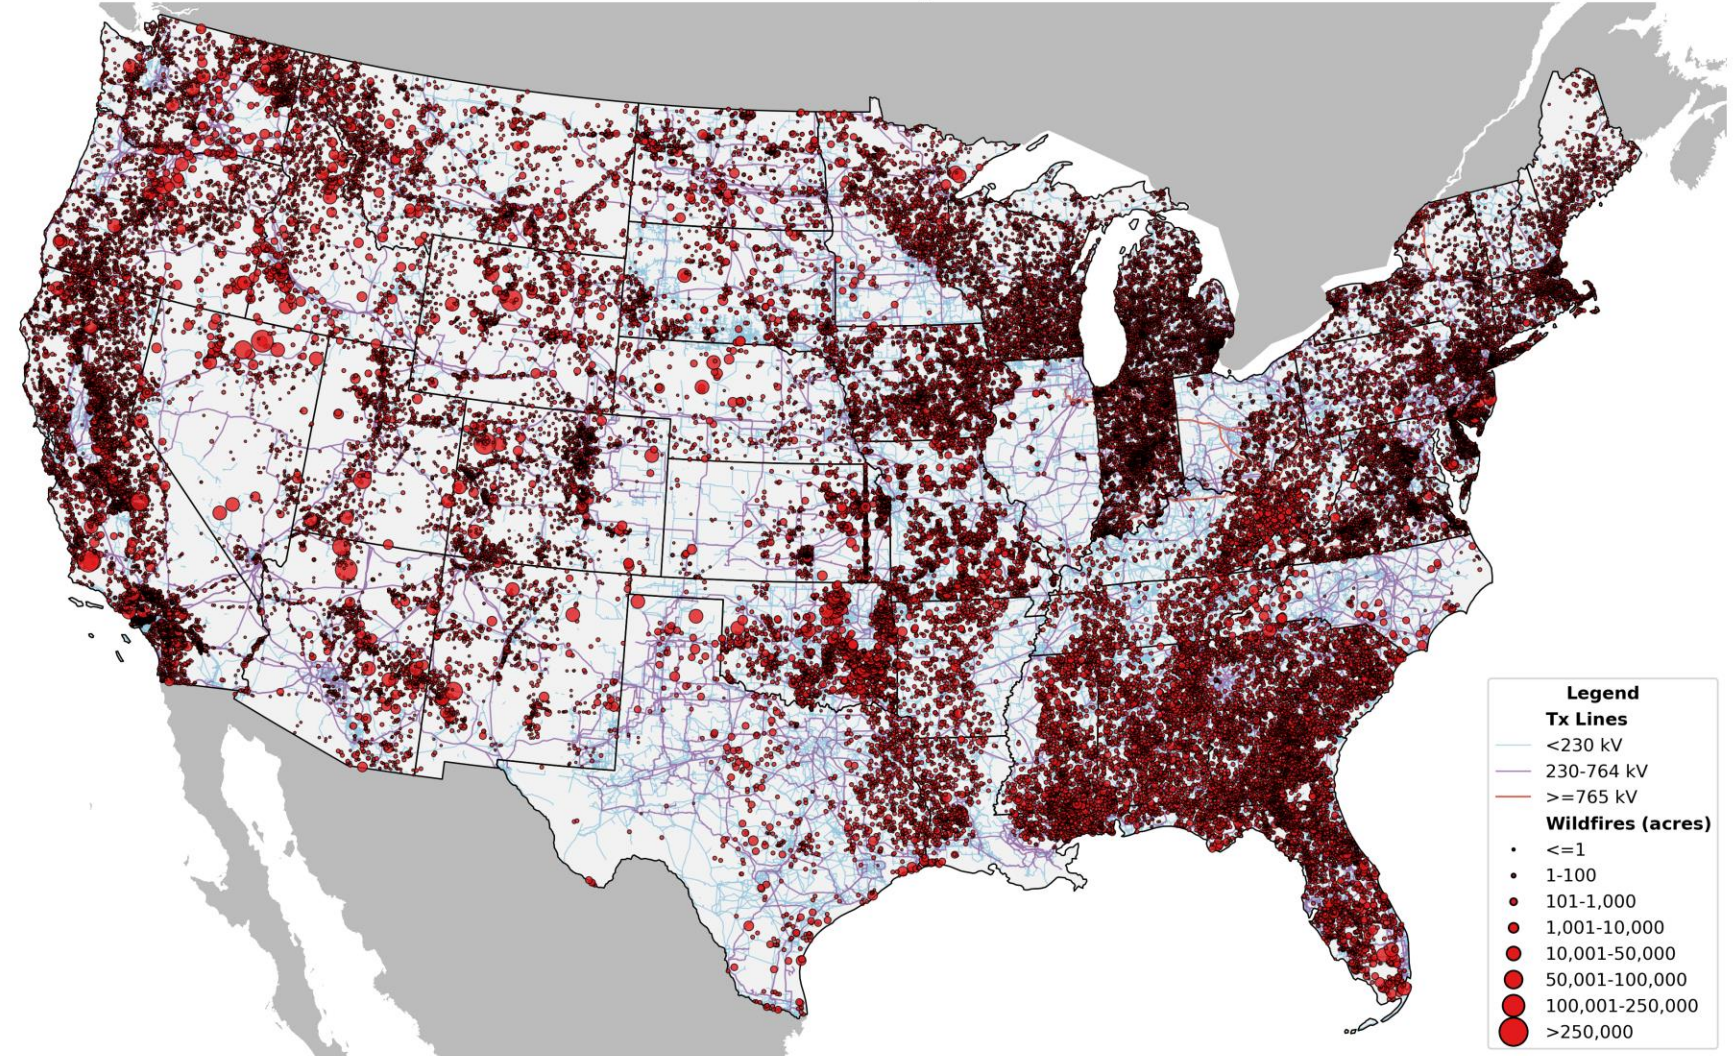 Legend
Tx Lines
<230 kV
230-764 kV
>=765 kV
Wildfires (acres)
<=1
1-100
101-1,000
1,001-10,000
10,001-50,000
50,001-100,000
100,001-250,000
>250,000